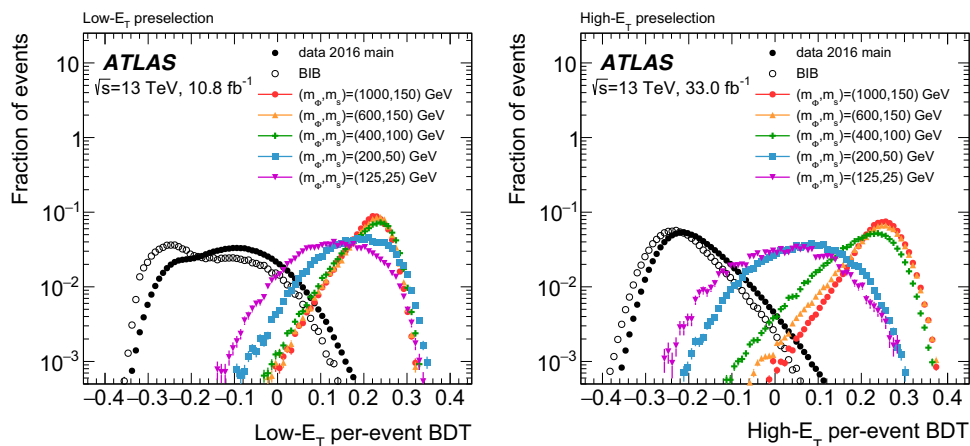 Low-E_T preselection
Fraction of events
10
1
10⁻¹
10⁻²
10⁻³
ATLAS
√s=13 TeV, 10.8 fb⁻¹
data 2016 main
BIB
(m_Φ,m_s)=(1000,150) GeV
(m_Φ,m_s)=(600,150) GeV
(m_Φ,m_s)=(400,100) GeV
(m_Φ,m_s)=(200,50) GeV
(m_Φ,m_s)=(125,25) GeV
−0.4 −0.3 −0.2 −0.1 0 0.1 0.2 0.3 0.4
Low-E_T per-event BDT
High-E_T preselection
Fraction of events
10
1
10⁻¹
10⁻²
10⁻³
ATLAS
√s=13 TeV, 33.0 fb⁻¹
data 2016 main
BIB
(m_Φ,m_s)=(1000,150) GeV
(m_Φ,m_s)=(600,150) GeV
(m_Φ,m_s)=(400,100) GeV
(m_Φ,m_s)=(200,50) GeV
(m_Φ,m_s)=(125,25) GeV
−0.4 −0.3 −0.2 −0.1 0 0.1 0.2 0.3 0.4
High-E_T per-event BDT